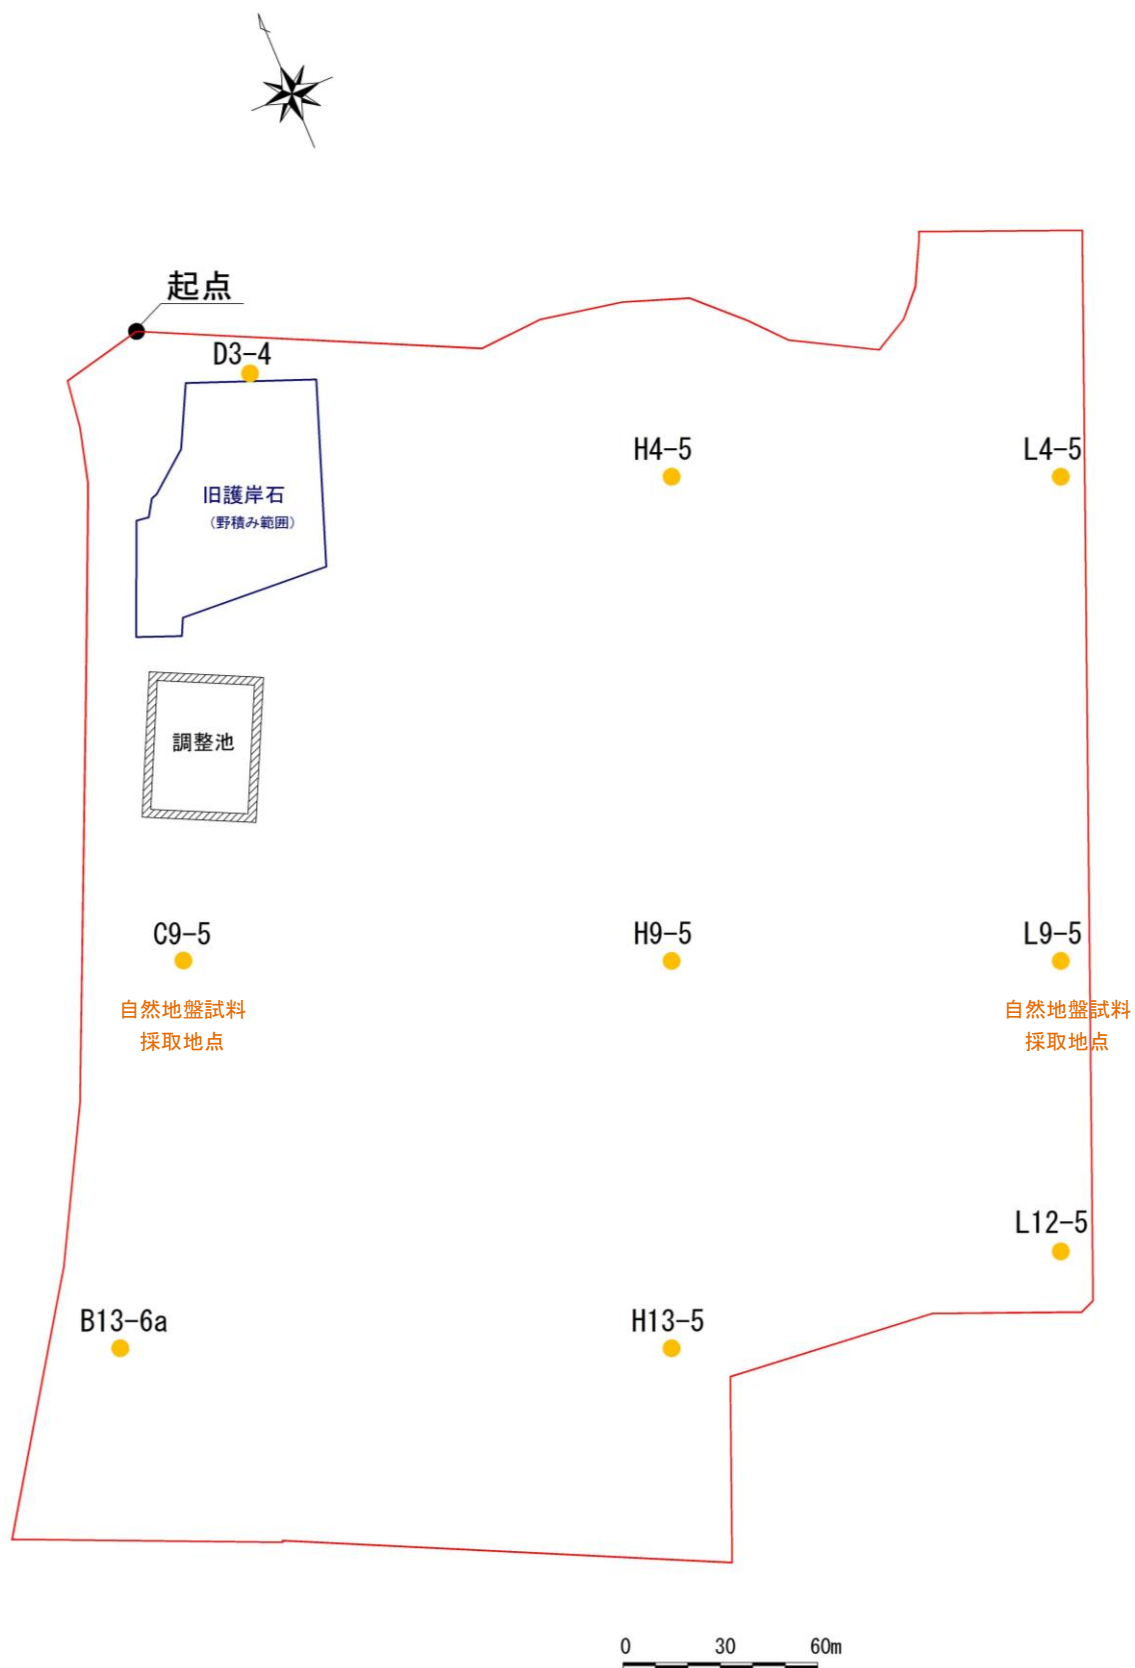 起点
D3-4
H4-5
L4-5
旧護岸石
（野積み範囲）
調整池
C9-5
H9-5
L9-5
自然地盤試料
採取地点
自然地盤試料
採取地点
L12-5
B13-6a
H13-5
0 30 60m